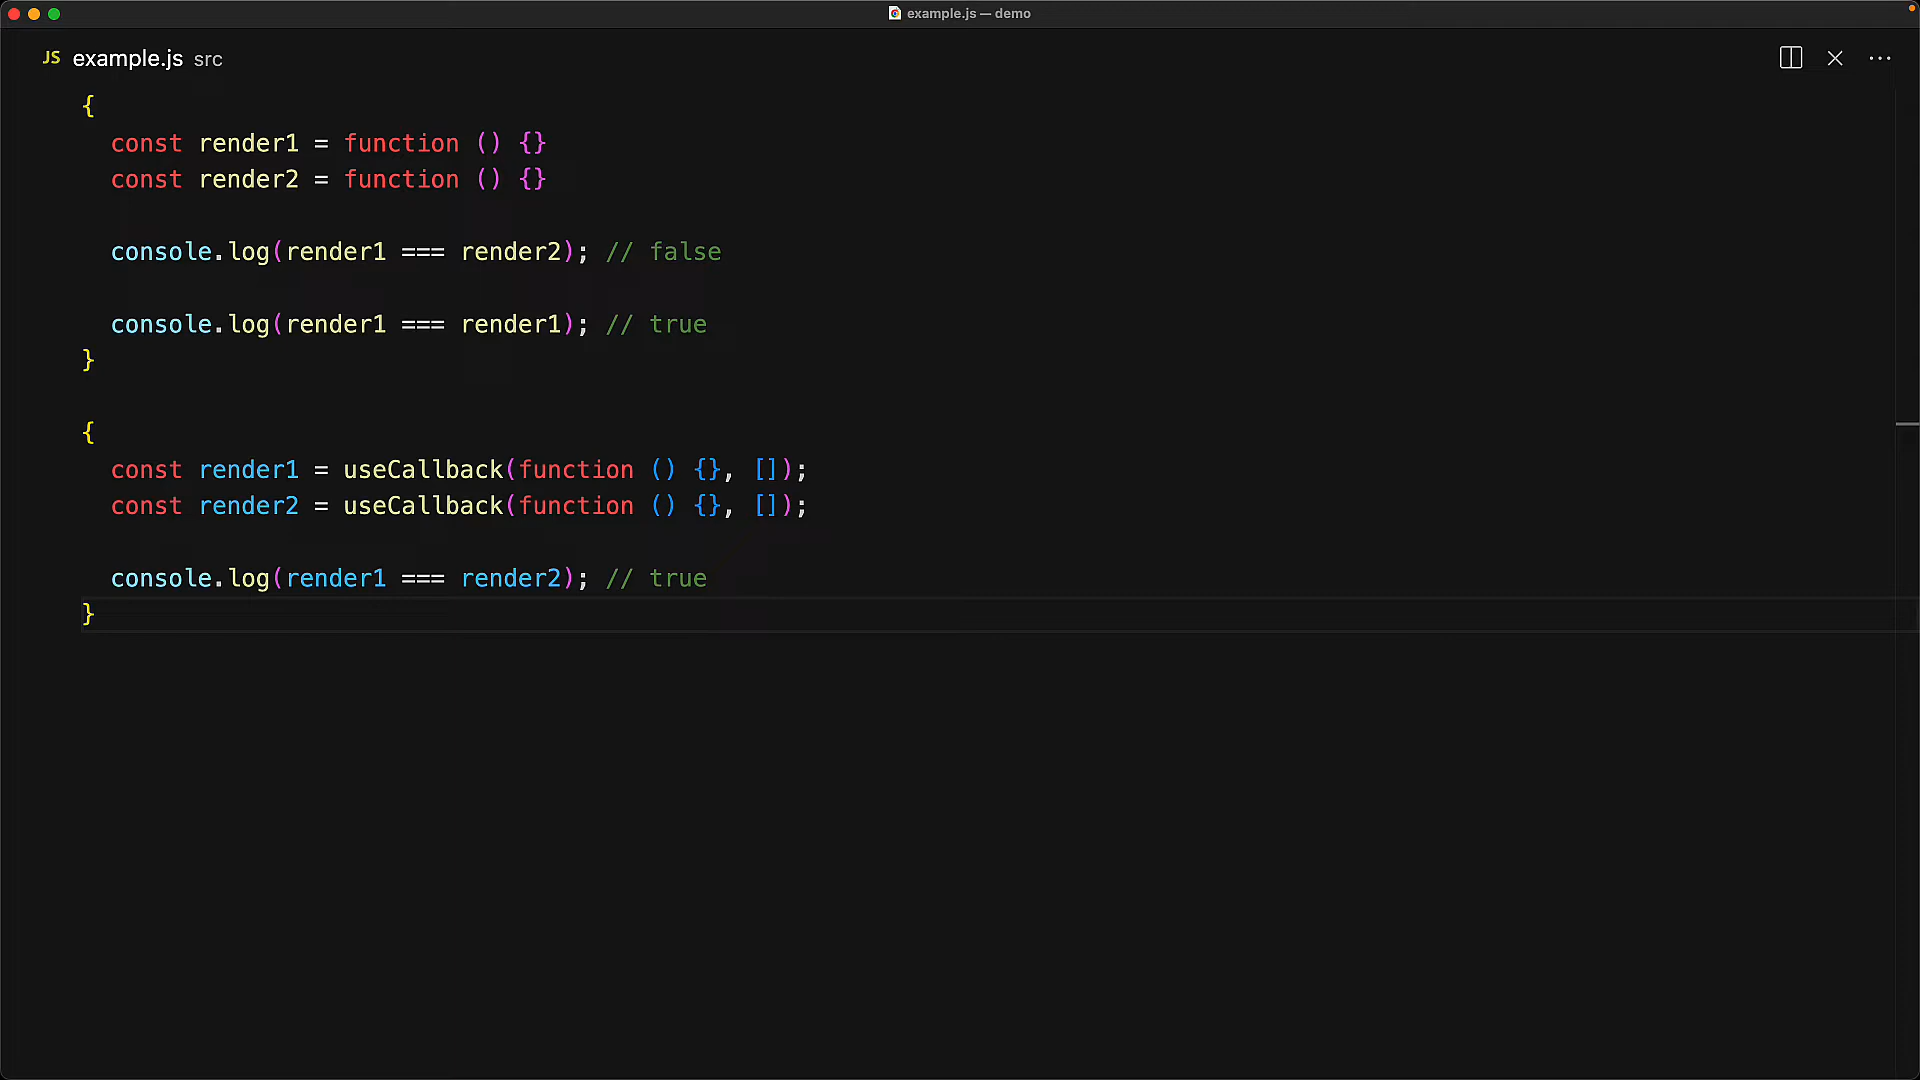 example.js — demo
JS example.js src
{
  const render1 = function () {}
  const render2 = function () {}
  console.log(render1 === render2); // false
  console.log(render1 === render1); // true
}
{
  const render1 = useCallback(function () {}, []);
  const render2 = useCallback(function () {}, []);
  console.log(render1 === render2); // true
}